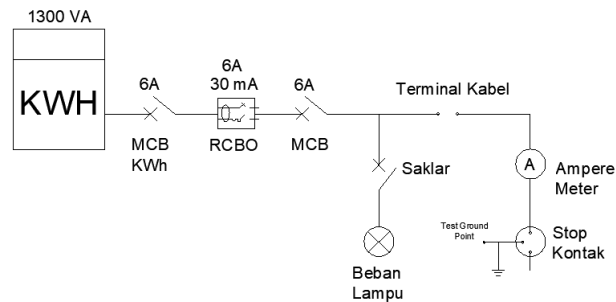 1300 VA
KWH
6A
MCB
KWh
6A
30 mA
RCBO
6A
MCB
Terminal Kabel
Saklar
Beban
Lampu
A
Ampere
Meter
Test Ground
Point
Stop
Kontak